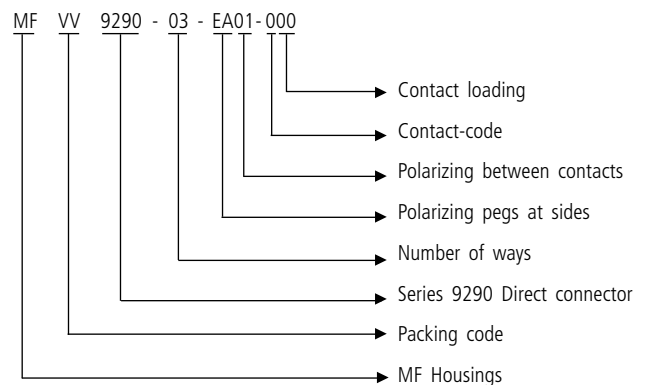 MF VV 9290 - 03 - EA01-000
Contact loading
Contact-code
Polarizing between contacts
Polarizing pegs at sides
Number of ways
Series 9290 Direct connector
Packing code
MF Housings